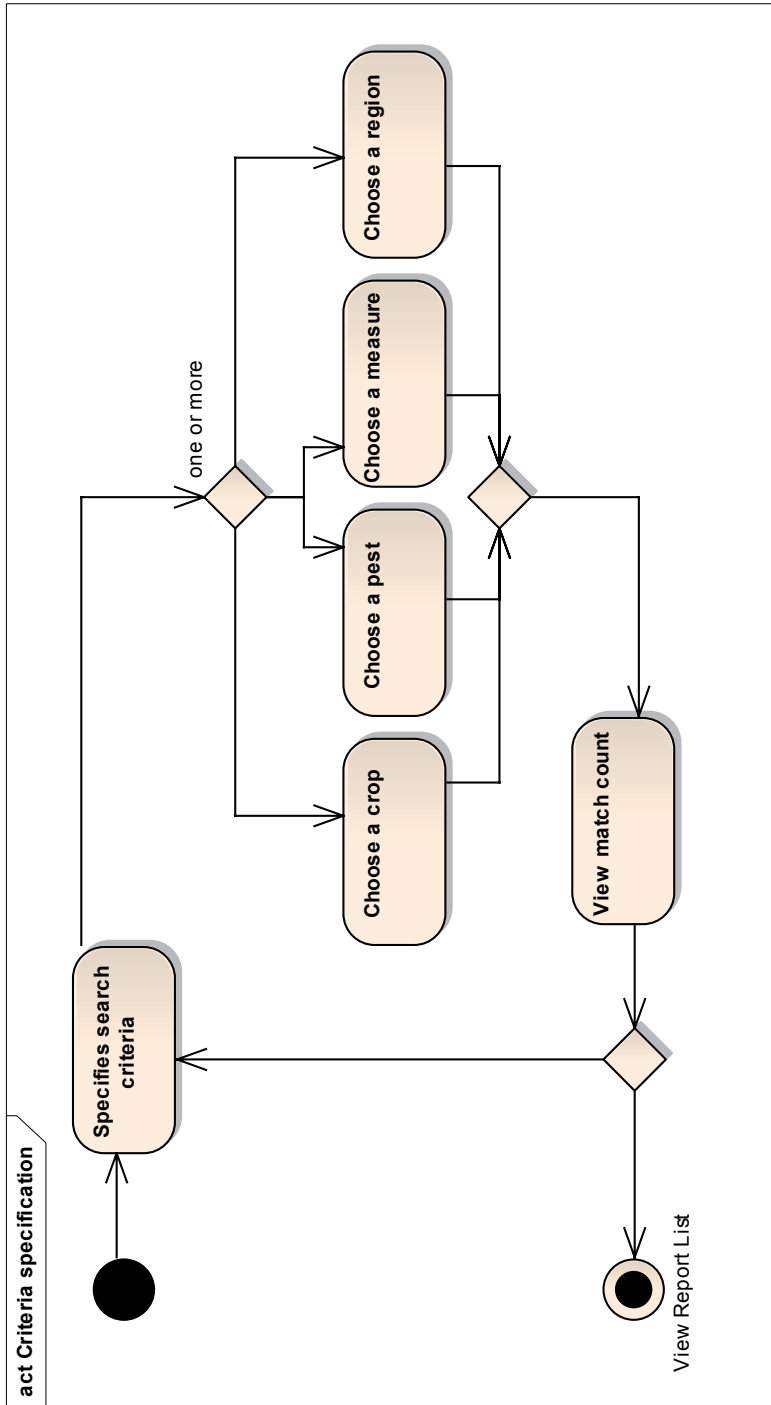 act Criteria specification
Specifies search
criteria
one or more
Choose a crop
Choose a pest
Choose a measure
Choose a region
View match count
View Report List